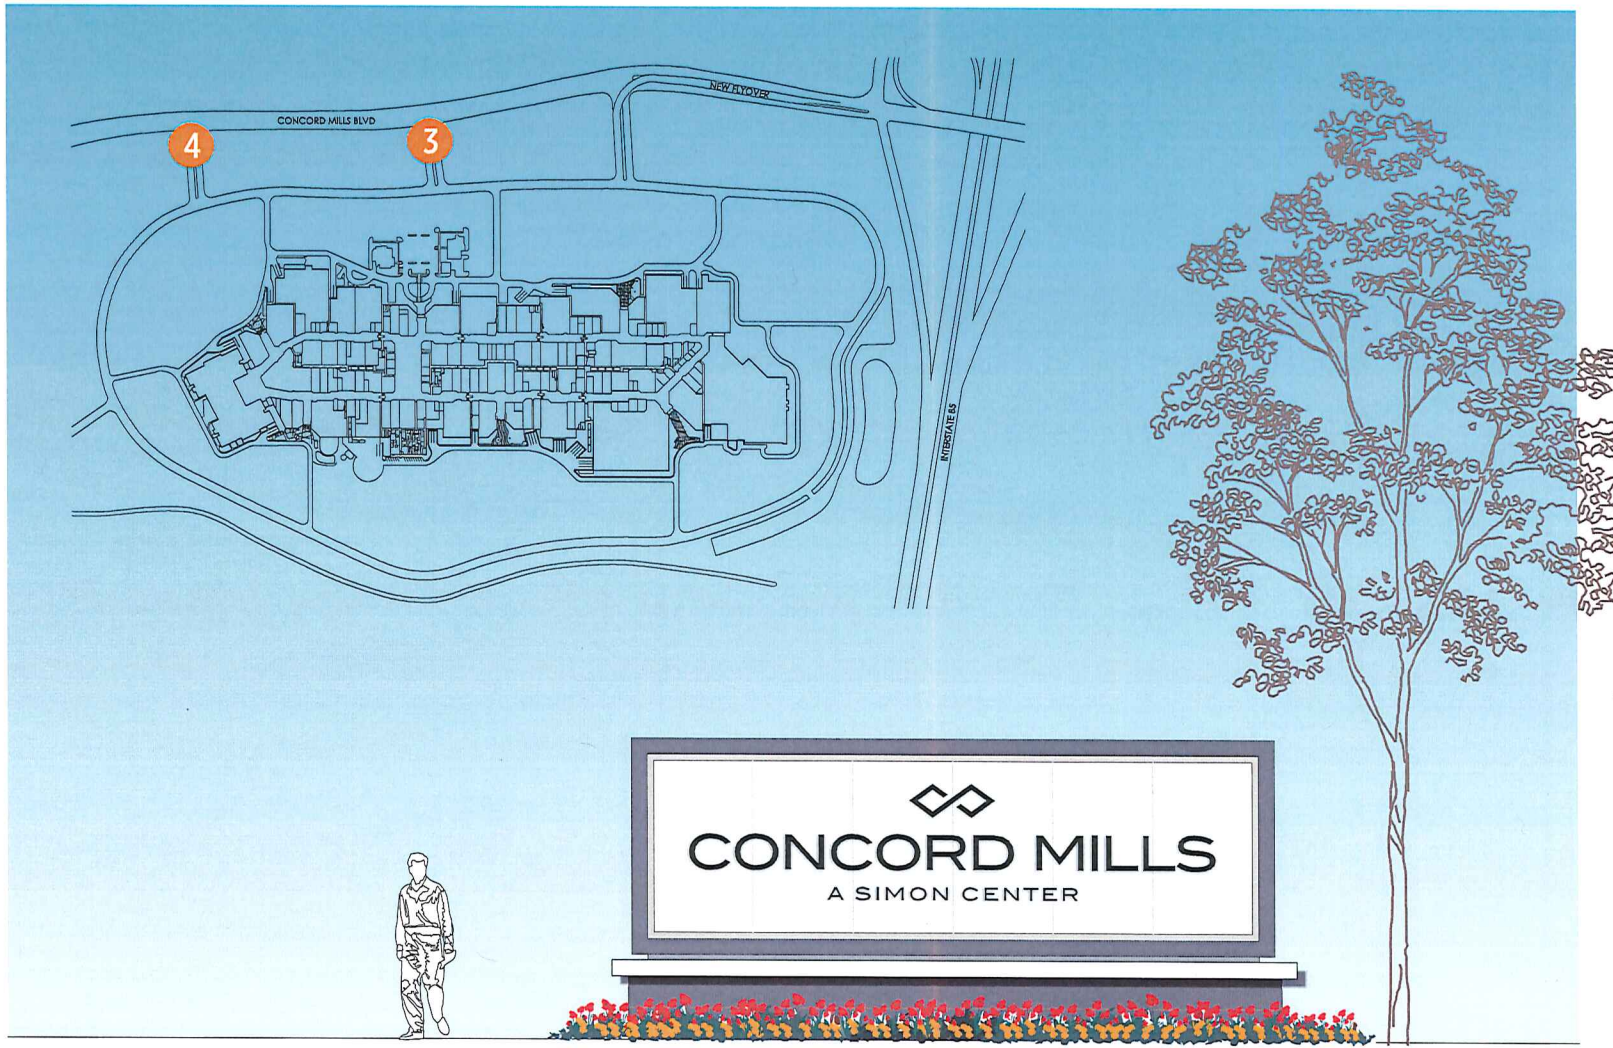 NEW FLYOVER
CONCORD MILLS BLVD
4
3
INTERSTATE 85
CONCORD MILLS
A SIMON CENTER